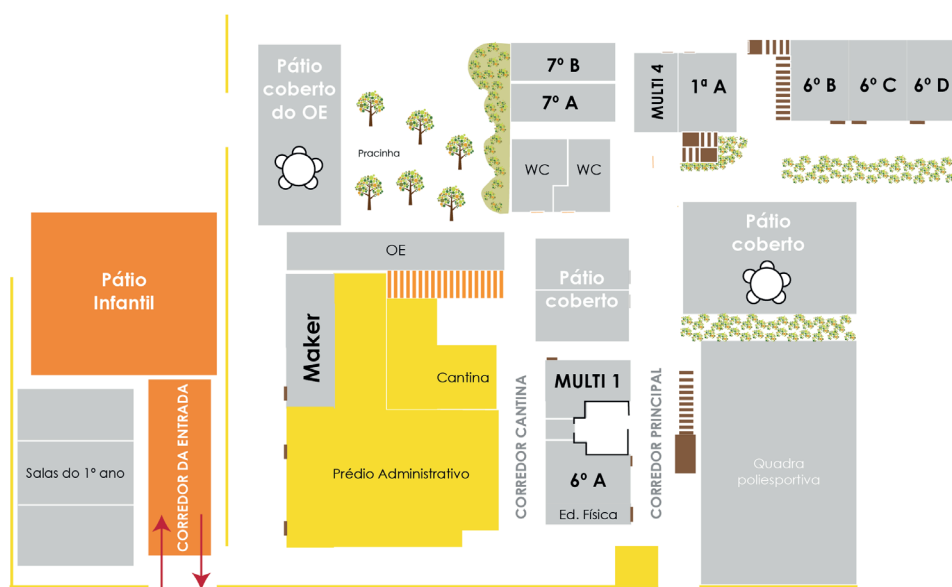 Pátio
coberto
do OE
Pracinha
7º B
7º A
WC
WC
MULTI 4
1ª A
6º B
6º C
6º D
Pátio
Infantil
OE
Pátio
coberto
Pátio
coberto
Maker
Cantina
CORREDOR CANTINA
MULTI 1
CORREDOR PRINCIPAL
Salas do 1º ano
CORREDOR DA ENTRADA
Prédio Administrativo
6º A
Ed. Física
Quadra
poliesportiva